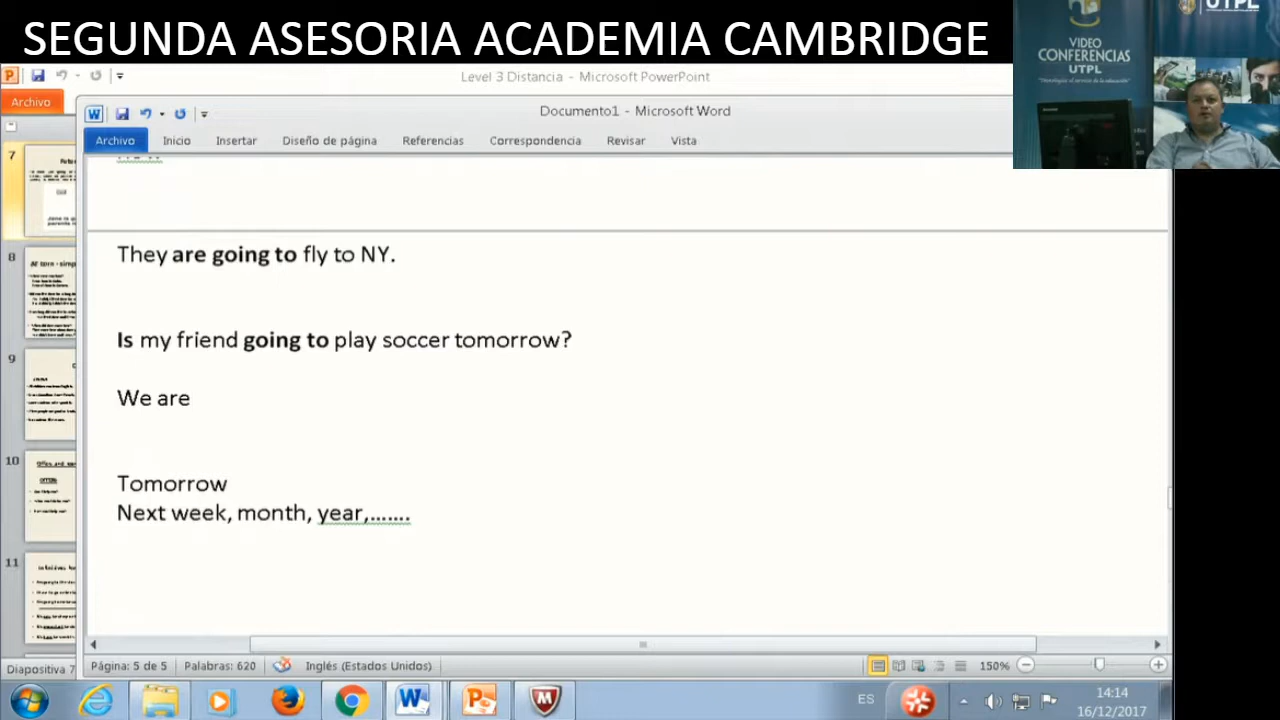 SEGUNDA ASESORIA ACADEMIA CAMBRIDGE
UTPL
VIDEO
CONFERENCIAS
UTPL
Level 3 Distancia - Microsoft PowerPoint
Archivo
Documento1 - Microsoft Word
Archivo Inicio Insertar Diseño de página Referencias Correspondencia Revisar Vista
7
8
9
10
11
They are going to fly to NY.
Is my friend going to play soccer tomorrow?
We are
Tomorrow
Next week, month, year,.......
Diapositiva 7
Página: 5 de 5 Palabras: 620 Inglés (Estados Unidos) 150%
ES 14:14
16/12/2017